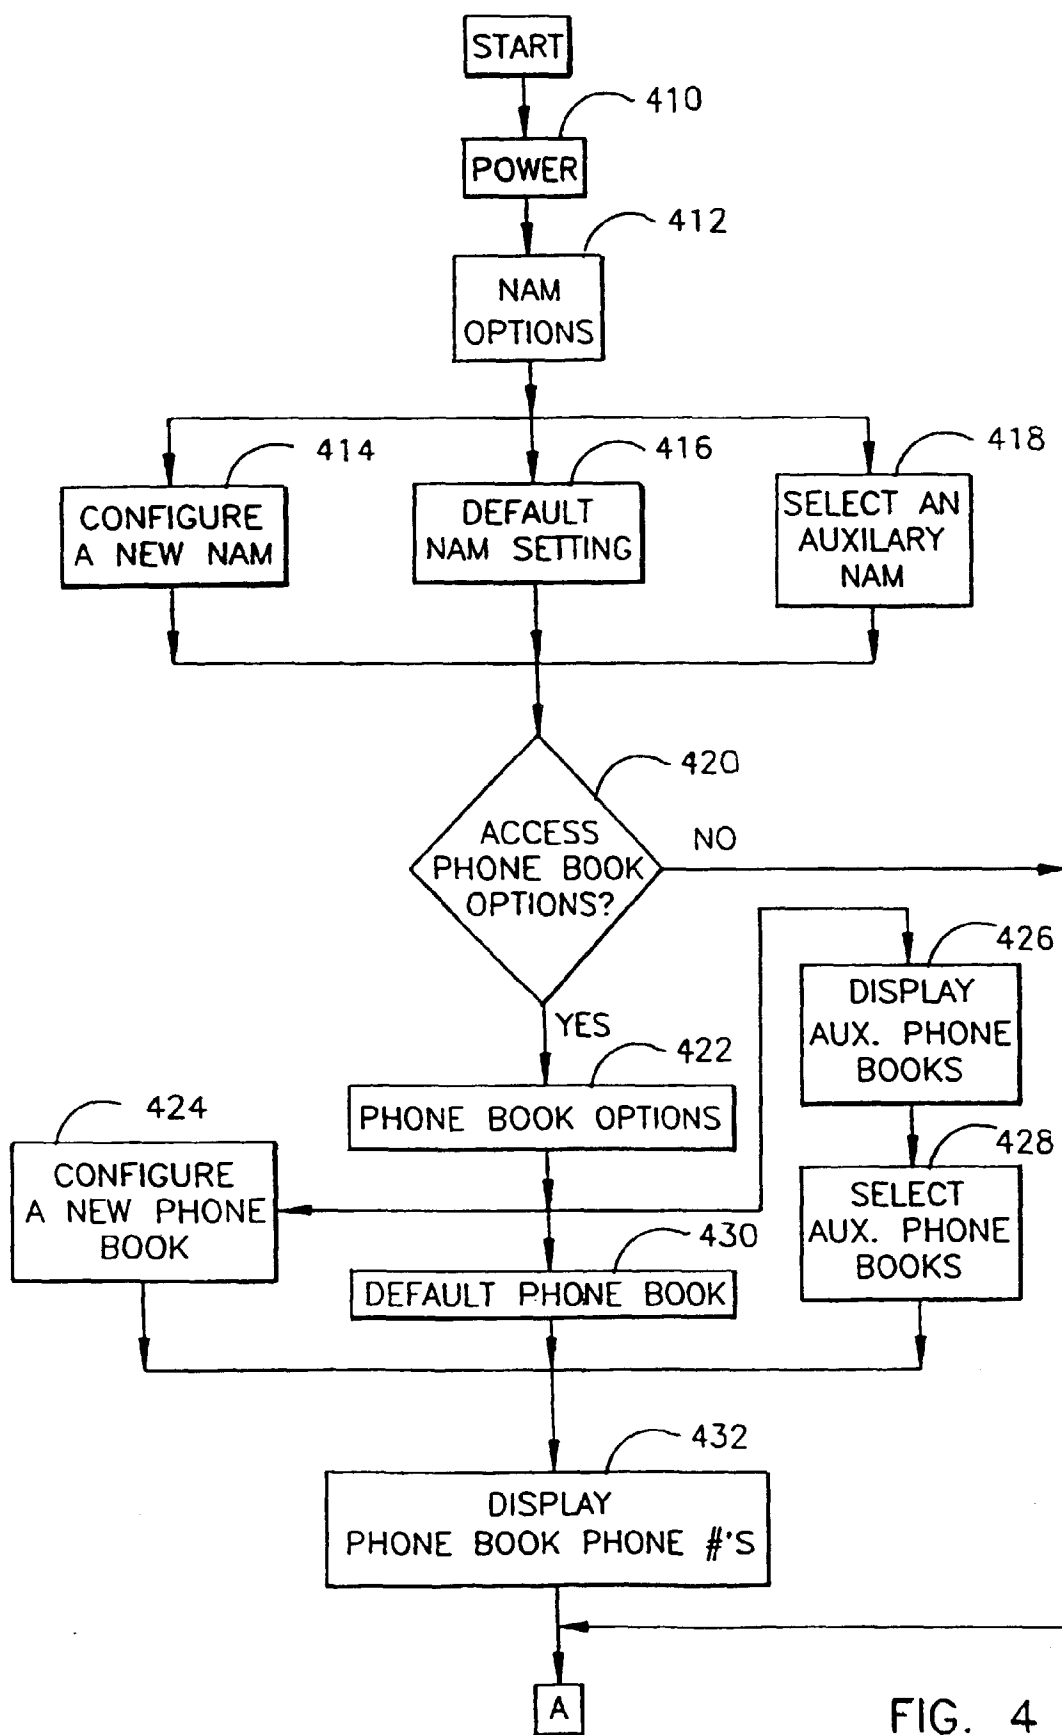 START
410
POWER
412
NAM
OPTIONS
414
416
418
CONFIGURE
A NEW NAM
DEFAULT
NAM SETTING
SELECT AN
AUXILARY
NAM
420
ACCESS
PHONE BOOK
OPTIONS?
NO
YES
426
DISPLAY
AUX. PHONE
BOOKS
422
PHONE BOOK OPTIONS
424
CONFIGURE
A NEW PHONE
BOOK
428
SELECT
AUX. PHONE
BOOKS
430
DEFAULT PHONE BOOK
432
DISPLAY
PHONE BOOK PHONE #'S
A
FIG. 4